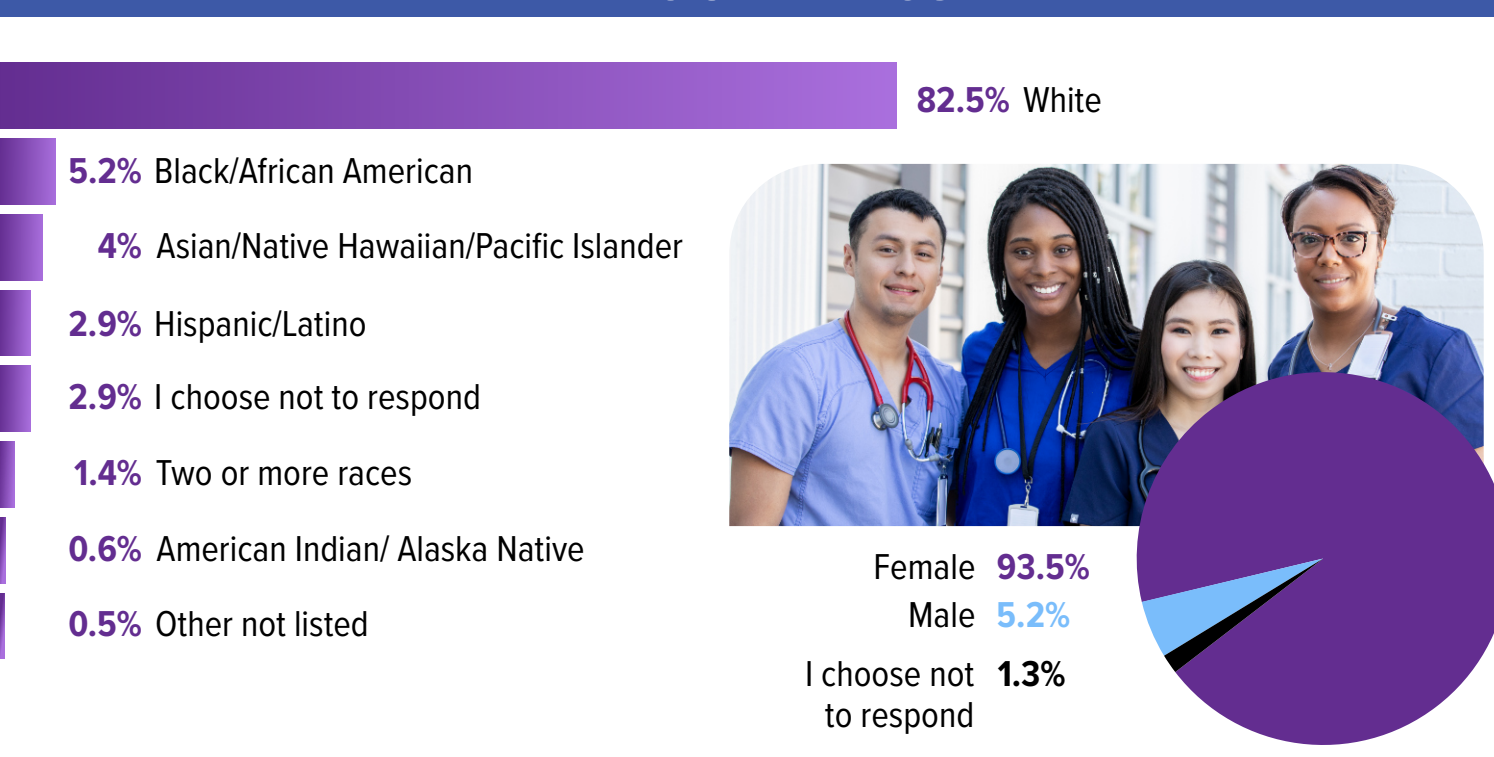 82.5% White
5.2% Black/African American
4% Asian/Native Hawaiian/Pacific Islander
2.9% Hispanic/Latino
2.9% I choose not to respond
1.4% Two or more races
0.6% American Indian/ Alaska Native
0.5% Other not listed
Female 93.5%
Male 5.2%
I choose not 1.3%
to respond